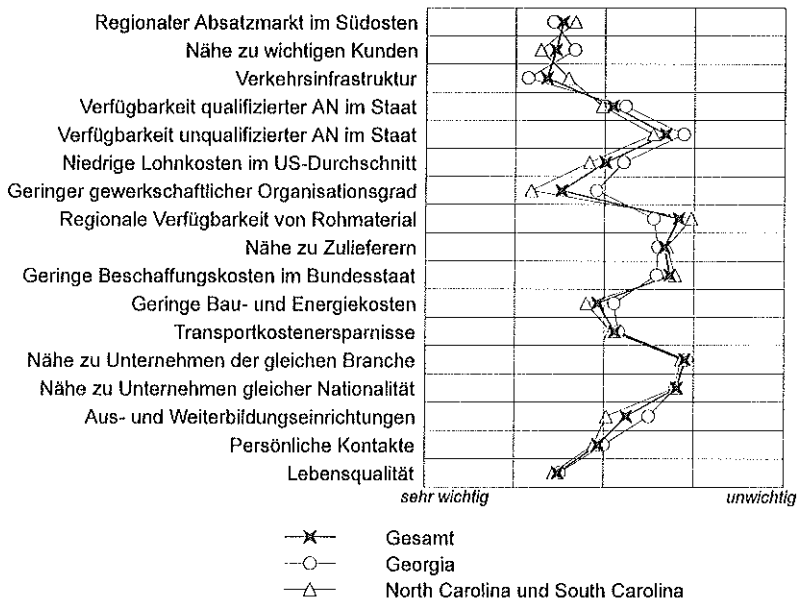 Regionaler Absatzmarkt im Südosten
Nähe zu wichtigen Kunden
Verkehrsinfrastruktur
Verfügbarkeit qualifizierter AN im Staat
Verfügbarkeit unqualifizierter AN im Staat
Niedrige Lohnkosten im US-Durchschnitt
Geringer gewerkschaftlicher Organisationsgrad
Regionale Verfügbarkeit von Rohmaterial
Nähe zu Zulieferern
Geringe Beschaffungskosten im Bundesstaat
Geringe Bau- und Energiekosten
Transportkostenersparnisse
Nähe zu Unternehmen der gleichen Branche
Nähe zu Unternehmen gleicher Nationalität
Aus- und Weiterbildungseinrichtungen
Persönliche Kontakte
Lebensqualität
sehr wichtig unwichtig
Gesamt
Georgia
North Carolina und South Carolina